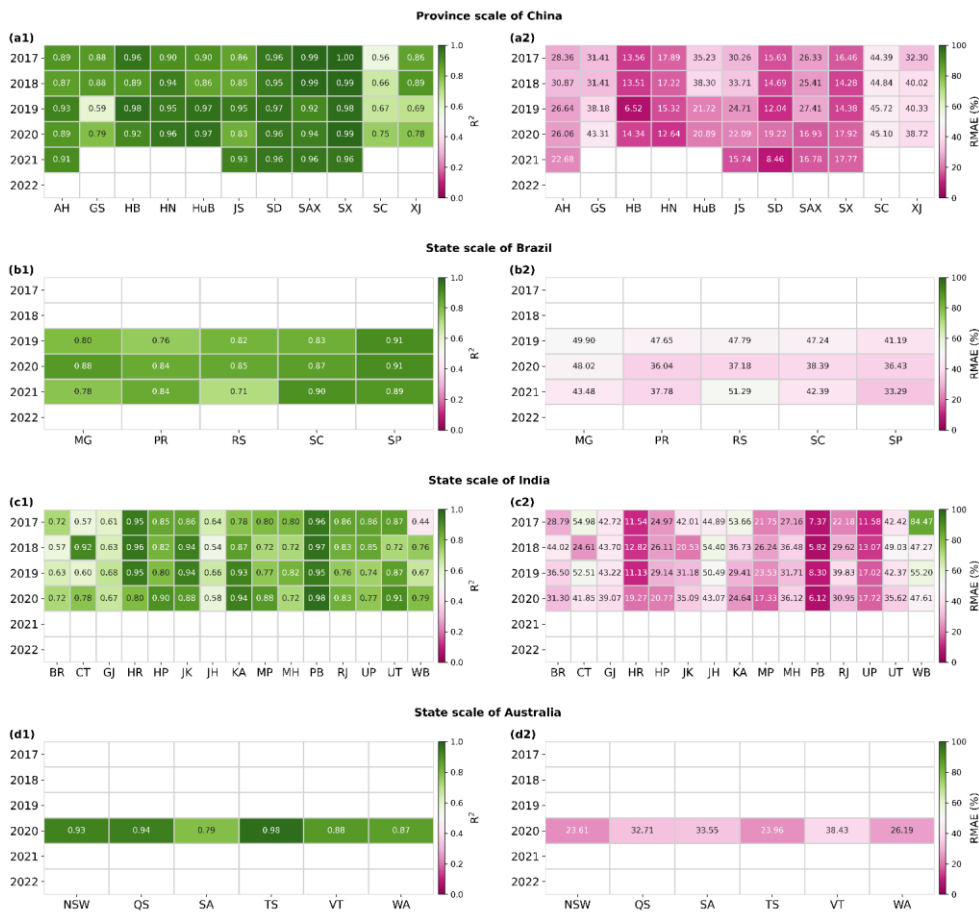 Province scale of China
(a1)
2017 0.89 0.88 0.96 0.90 0.90 0.86 0.96 0.99 1.00 0.56 0.86
2018 0.87 0.88 0.89 0.94 0.86 0.88 0.95 0.99 0.99 0.66 0.89
2019 0.93 0.59 0.98 0.95 0.97 0.95 0.97 0.92 0.98 0.67 0.69
2020 0.89 0.79 0.92 0.96 0.97 0.83 0.96 0.94 0.99 0.75 0.78
2021 0.91 0.93 0.96 0.96 0.96
2022
AH GS HB HN HuB JS SD SAX SX SC XJ
1.0
0.8
0.6
0.4
0.2
0.0
R²
(a2)
28.36 31.41 13.56 17.89 35.23 30.26 15.63 26.33 16.46 44.39 32.30
30.87 31.41 13.51 17.22 38.30 33.71 14.69 25.41 14.28 44.84 40.02
26.64 38.18 6.52 15.32 21.72 24.71 12.04 27.41 14.38 45.72 40.33
26.06 43.31 14.34 12.64 20.89 22.09 19.22 16.93 17.92 45.10 38.72
22.68 15.74 8.46 16.78 17.77
AH GS HB HN HuB JS SD SAX SX SC XJ
100
80
60
40
20
0
RMAE (%)
State scale of Brazil
(b1)
2017
2018
2019 0.80 0.76 0.82 0.83 0.91
2020 0.88 0.84 0.85 0.87 0.91
2021 0.78 0.84 0.71 0.90 0.89
2022
MG PR RS SC SP
1.0
0.8
0.6
0.4
0.2
0.0
R²
(b2)
2017
2018
2019 49.90 47.65 47.79 47.24 41.19
2020 48.02 36.04 37.18 38.39 36.43
2021 43.48 37.78 51.29 42.39 33.29
2022
MG PR RS SC SP
100
80
60
40
20
0
RMAE (%)
State scale of India
(c1)
2017 0.72 0.57 0.61 0.95 0.85 0.86 0.64 0.78 0.80 0.80 0.96 0.86 0.86 0.87 0.44
2018 0.57 0.92 0.63 0.96 0.82 0.94 0.54 0.87 0.72 0.72 0.97 0.83 0.85 0.72 0.76
2019 0.63 0.60 0.68 0.95 0.80 0.94 0.66 0.93 0.77 0.82 0.95 0.76 0.74 0.87 0.67
2020 0.72 0.78 0.67 0.80 0.90 0.88 0.58 0.94 0.88 0.72 0.96 0.83 0.77 0.91 0.79
2021
2022
BR CT GJ HR HP JK JH KA MP MH PB RJ UP UT WB
1.0
0.8
0.6
0.4
0.2
0.0
R²
(c2)
2017 28.79 54.98 42.72 11.54 24.97 42.01 44.89 53.66 21.75 27.16 7.37 22.18 11.58 42.42 84.47
2018 44.02 24.61 43.70 12.82 26.11 20.53 54.40 36.73 26.24 36.48 5.82 29.62 13.07 49.03 47.27
2019 36.50 52.51 43.22 11.13 29.14 31.18 50.49 29.41 23.53 31.71 8.30 39.83 17.02 42.37 55.20
2020 31.30 41.85 39.07 19.27 20.77 35.09 43.07 24.64 17.33 36.12 6.12 30.95 17.72 35.62 47.61
2021
2022
BR CT GJ HR HP JK JH KA MP MH PB RJ UP UT WB
100
80
60
40
20
0
RMAE (%)
State scale of Australia
(d1)
2017
2018
2019
2020 0.93 0.94 0.79 0.98 0.88 0.87
2021
2022
NSW QS SA TS VT WA
1.0
0.8
0.6
0.4
0.2
0.0
R²
(d2)
2017
2018
2019
2020 23.61 32.71 33.55 23.96 38.43 26.19
2021
2022
NSW QS SA TS VT WA
100
80
60
40
20
0
RMAE (%)